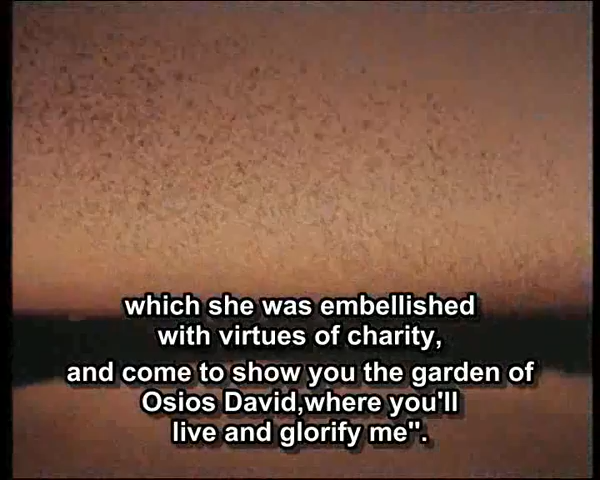 which she was embellished
with virtues of charity,
and come to show you the garden of
Osios David,where you'll
live and glorify me".